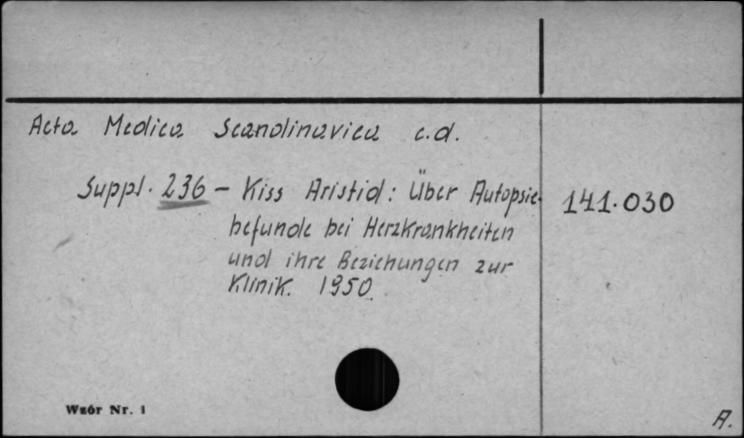 Acta Medica Scandinavica c.d.
Suppl. 236 – Kiss Aristid: Über Autopsie- 141.030
befunde bei Herzkrankheiten
und ihre Beziehungen zur
Klinik. 1950.
Wzór Nr. 1
A.